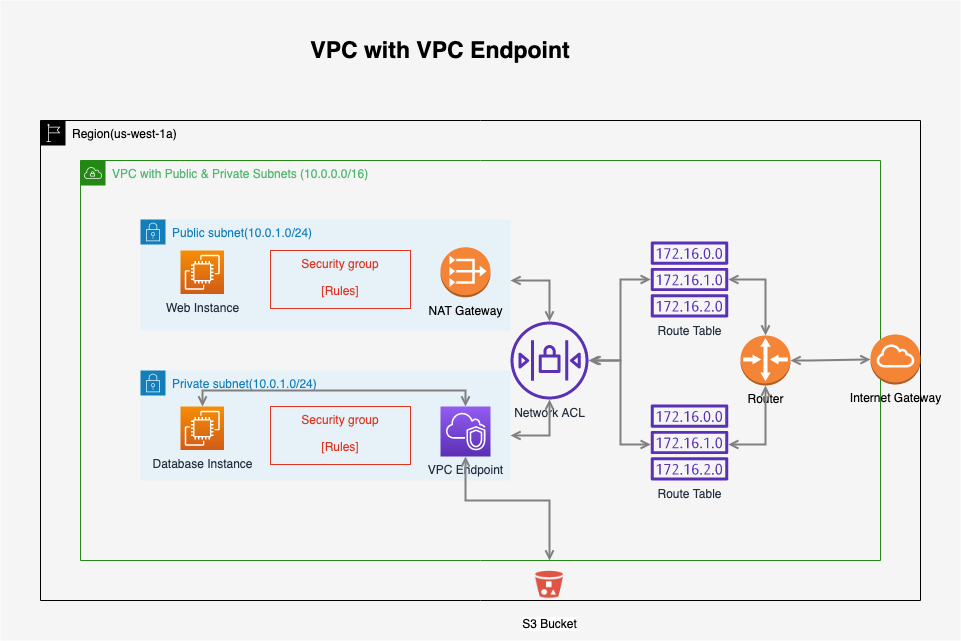 VPC with VPC Endpoint
Region(us-west-1a)
VPC with Public & Private Subnets (10.0.0.0/16)
Public subnet(10.0.1.0/24)
Security group
[Rules]
Web Instance
NAT Gateway
172.16.0.0
172.16.1.0
172.16.2.0
Route Table
Private subnet(10.0.1.0/24)
Security group
[Rules]
Database Instance
VPC Endpoint
Network ACL
Router
Internet Gateway
172.16.0.0
172.16.1.0
172.16.2.0
Route Table
S3 Bucket